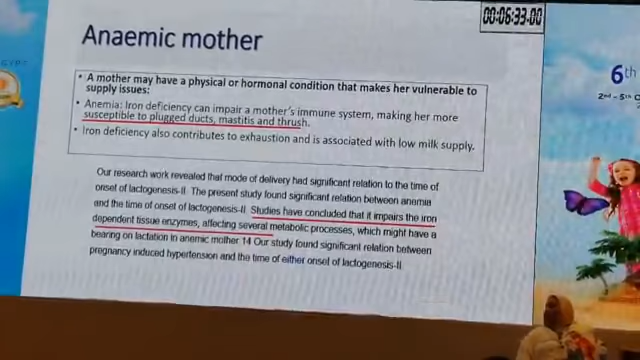 00:06:33:00
Anaemic mother
• A mother may have a physical or hormonal condition that makes her vulnerable to
supply issues:
• Anemia: Iron deficiency can impair a mother's immune system, making her more
susceptible to plugged ducts, mastitis and thrush.
• Iron deficiency also contributes to exhaustion and is associated with low milk supply.
Our research work revealed that mode of delivery had significant relation to the time of
onset of lactogenesis-II. The present study found significant relation between anemia
and the time of onset of lactogenesis-II. Studies have concluded that it impairs the iron
dependent tissue enzymes, affecting several metabolic processes, which might have a
bearing on lactation in anemic mother 14 Our study found significant relation between
pregnancy induced hypertension and the time of either onset of lactogenesis-II.
6th
2nd - 5th